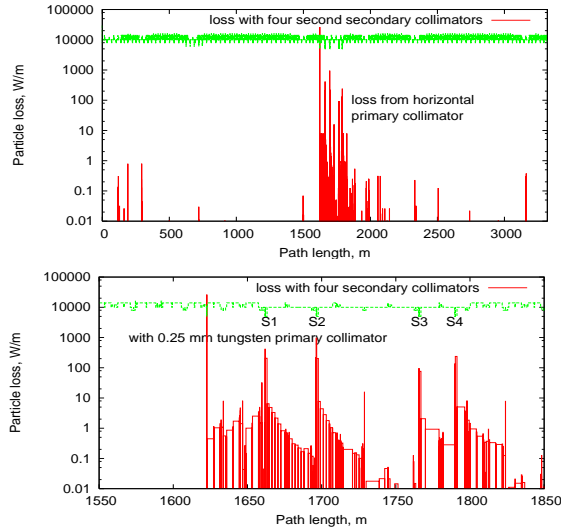 loss with four second secondary collimators
100000
10000
1000
100
10
1
0.1
0.01
Particle loss, W/m
loss from horizontal
primary collimator
0 500 1000 1500 2000 2500 3000
Path length, m
loss with four secondary collimators
100000
10000
1000
100
10
1
0.1
0.01
Particle loss, W/m
S1 S2 S3 S4
with 0.25 mm tungsten primary collimator
1550 1600 1650 1700 1750 1800 1850
Path length, m